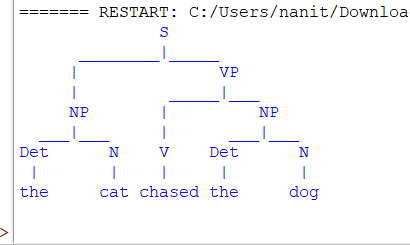 ======= RESTART: C:/Users/nanit/Downloa
S
VP
NP NP
Det N V Det N
the cat chased the dog
>